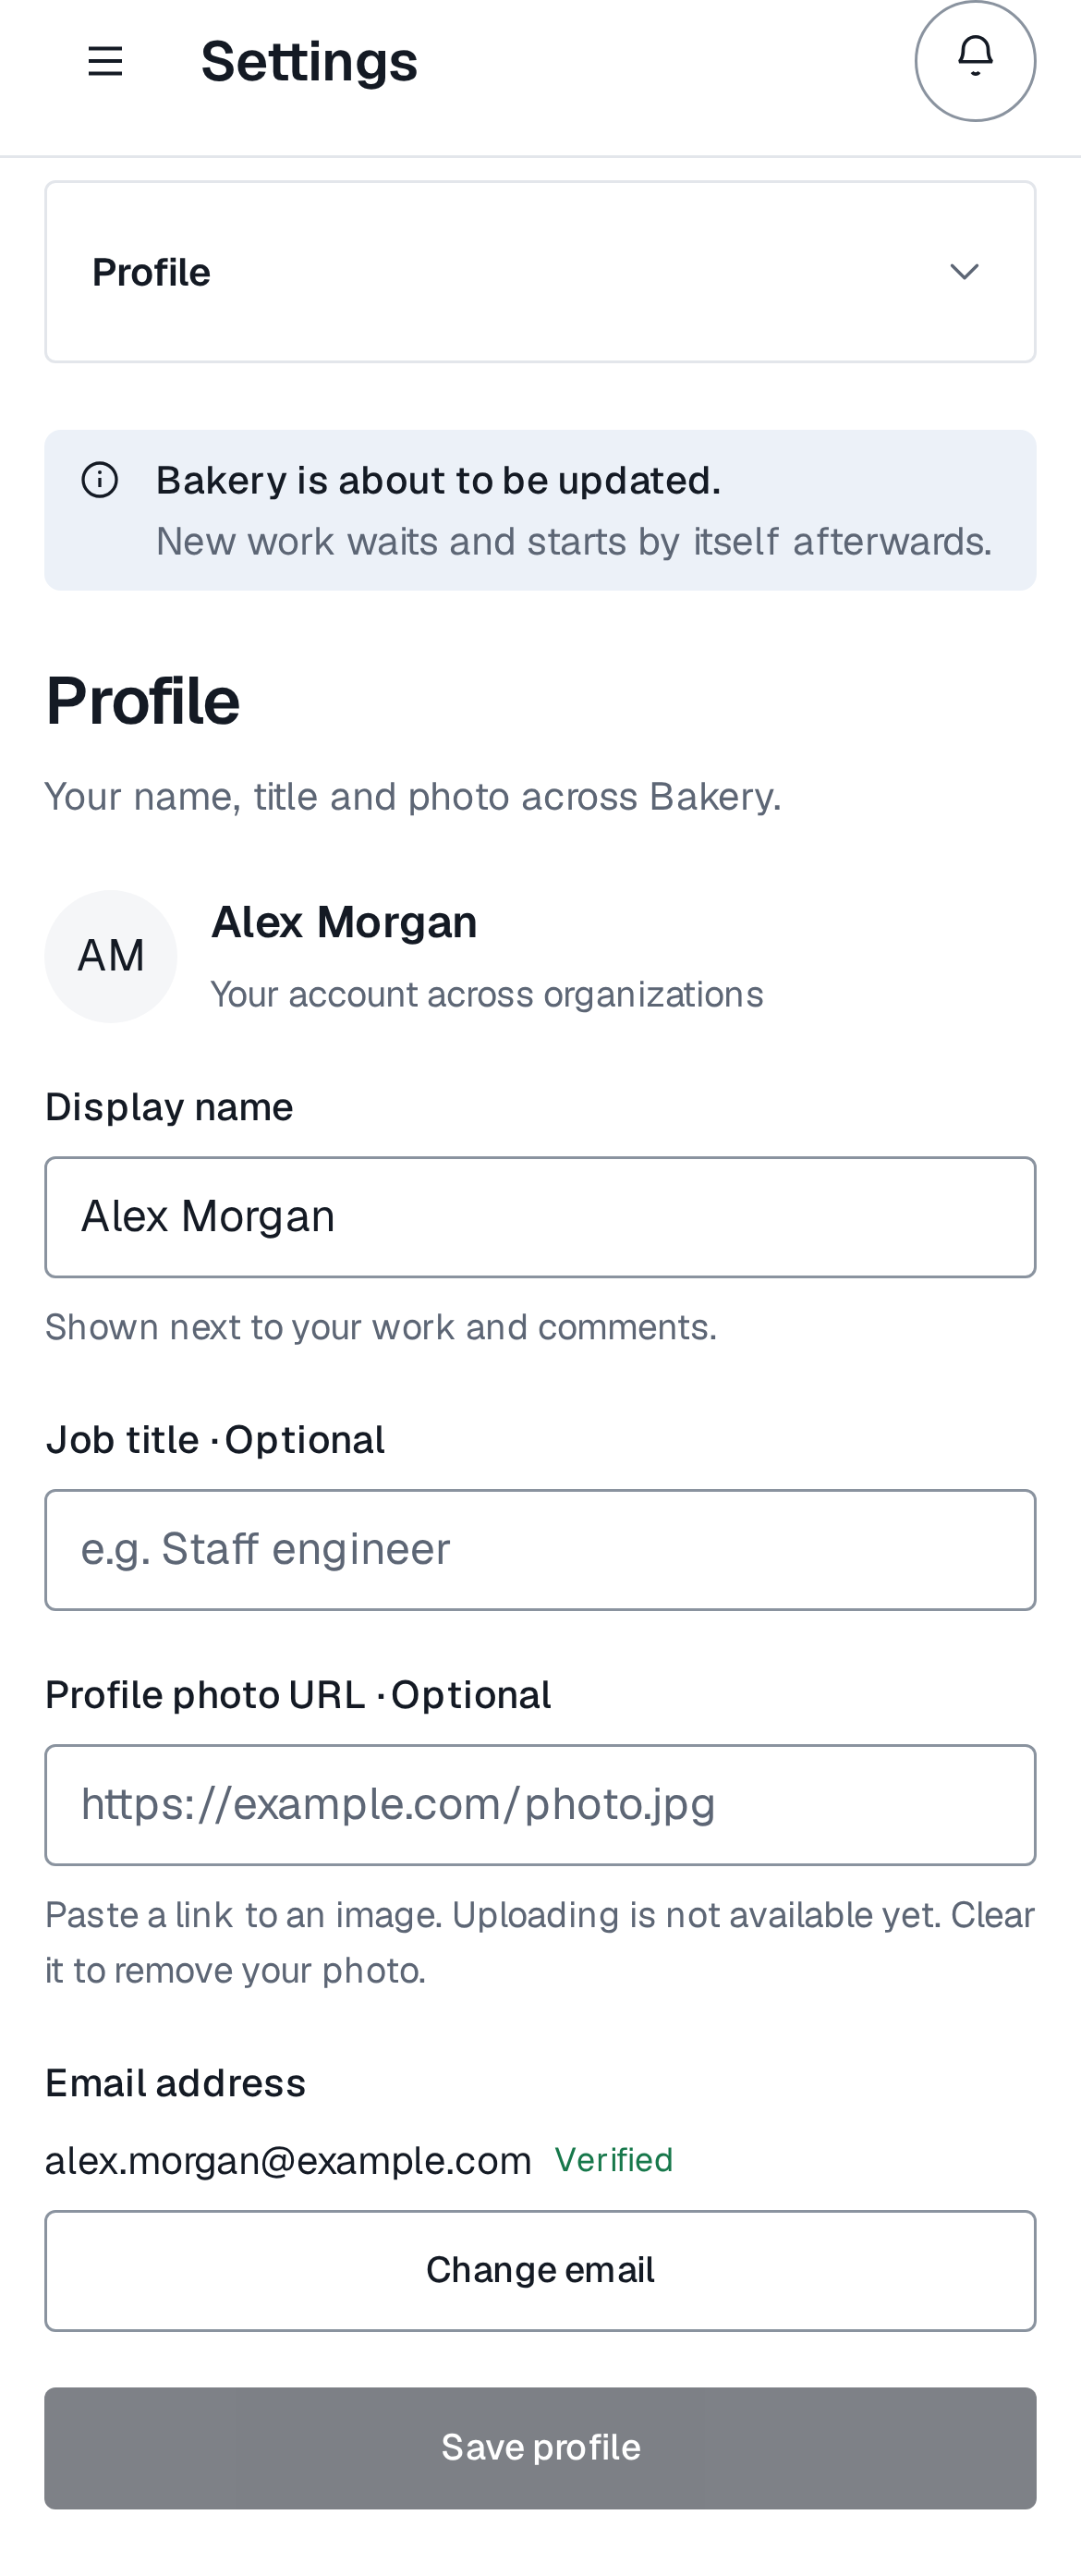 Settings
Profile
Bakery is about to be updated.
New work waits and starts by itself afterwards.
Profile
Your name, title and photo across Bakery.
AM
Alex Morgan
Your account across organizations
Display name
Alex Morgan
Shown next to your work and comments.
Job title · Optional
e.g. Staff engineer
Profile photo URL · Optional
https://example.com/photo.jpg
Paste a link to an image. Uploading is not available yet. Clear
it to remove your photo.
Email address
alex.morgan@example.com Verified
Change email
Save profile